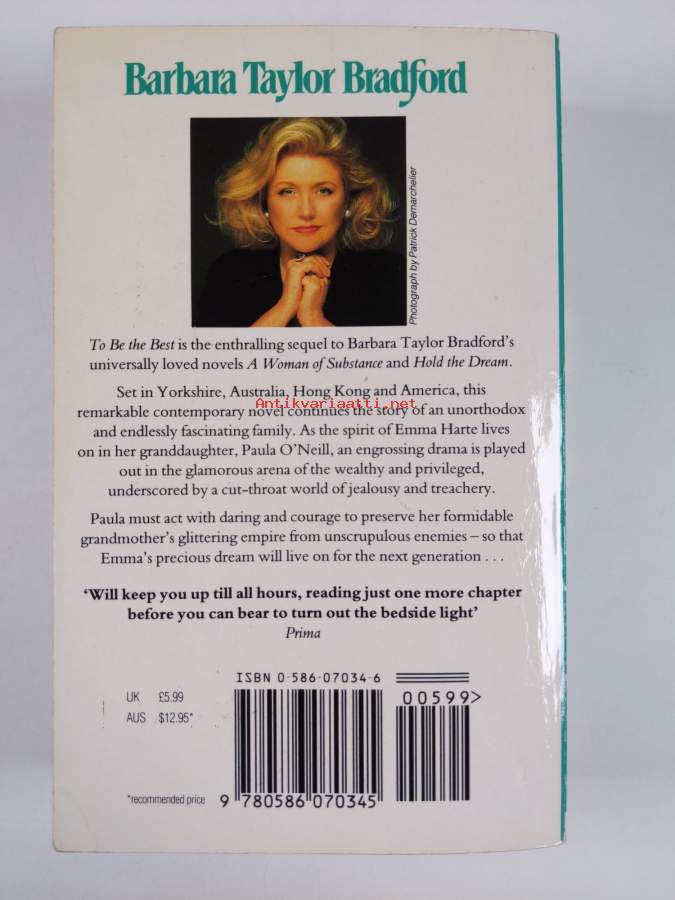 Barbara Taylor Bradford
Photograph by Patrick Demarchelier
To Be the Best is the enthralling sequel to Barbara Taylor Bradford's
universally loved novels A Woman of Substance and Hold the Dream.
Set in Yorkshire, Australia, Hong Kong and America, this
Antikvariaatti.net
remarkable contemporary novel continues the story of an unorthodox
and endlessly fascinating family. As the spirit of Emma Harte lives
on in her granddaughter, Paula O'Neill, an engrossing drama is played
out in the glamorous arena of the wealthy and privileged,
underscored by a cut-throat world of jealousy and treachery.
Paula must act with daring and courage to preserve her formidable
grandmother's glittering empire from unscrupulous enemies – so that
Emma's precious dream will live on for the next generation . . .
'Will keep you up till all hours, reading just one more chapter
before you can bear to turn out the bedside light'
Prima
ISBN 0-586-07034-6
00599>
UK £5.99
AUS $12.95*
*recommended price
9 780586 070345